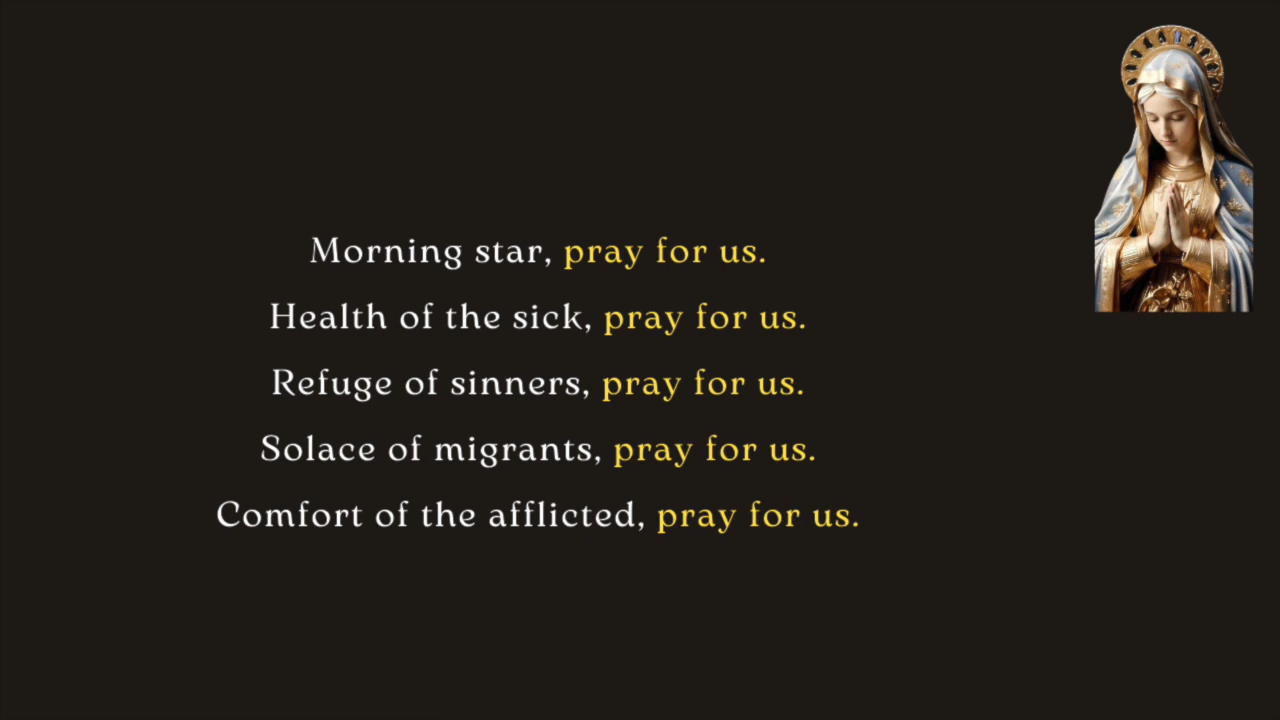 Morning star, pray for us.
Health of the sick, pray for us.
Refuge of sinners, pray for us.
Solace of migrants, pray for us.
Comfort of the afflicted, pray for us.